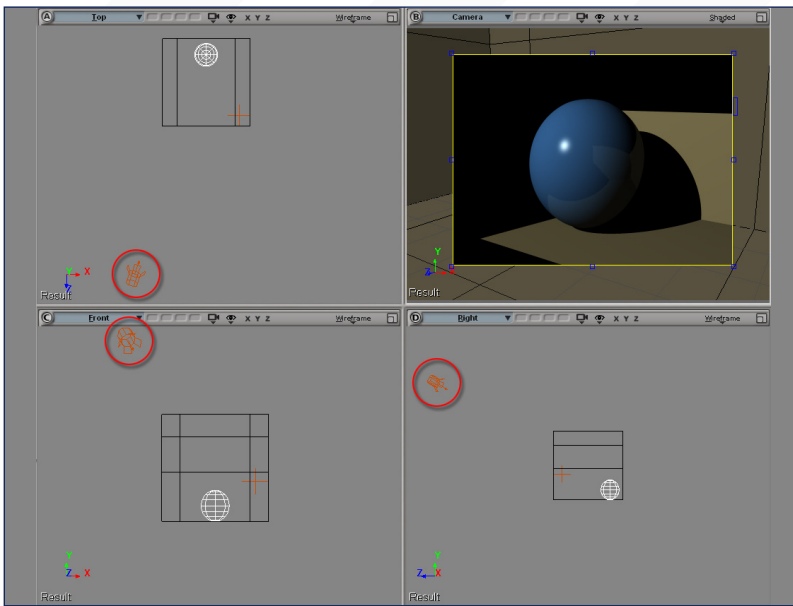 A Top X Y Z Wireframe
B Camera X Y Z Shaded
Y
X
Z
Result
Y
Z
X
Result
C Front X Y Z Wireframe
D Right X Y Z Wireframe
Y
Z X
Result
Y
Z X
Result